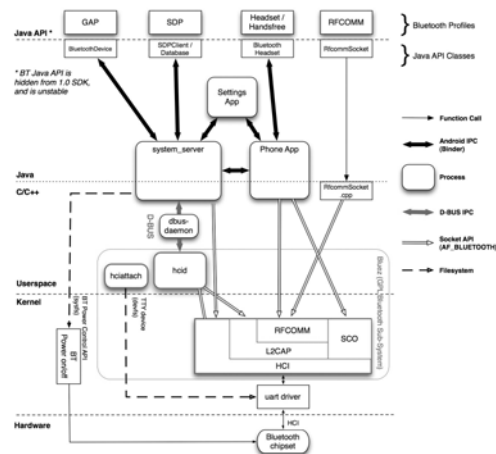 GAP
SDP
Headset /
Handsfree
RFCOMM
Bluetooth Profiles
Java API *
BluetoothDevice
SDPClient /
Database
Bluetooth
Headset
RfcommSocket
Java API Classes
* BT Java API is
hidden from 1.0 SDK,
and is unstable
Settings
App
Function Call
Android IPC
(Binder)
system_server
Phone App
Process
Java
C/C++
RfcommSocket
.cpp
D-BUS IPC
D-BUS
dbus-
daemon
Socket API
(AF_BLUETOOTH)
hciattach
hcid
Filesystem
Userspace
Kernel
Bluez (GPL Bluetooth Sub-System)
BT Power Control API
(sysfs)
TTY device
(devfs)
RFCOMM
SCO
L2CAP
HCI
BT
Power on/off
uart driver
Hardware
HCI
Bluetooth
chipset